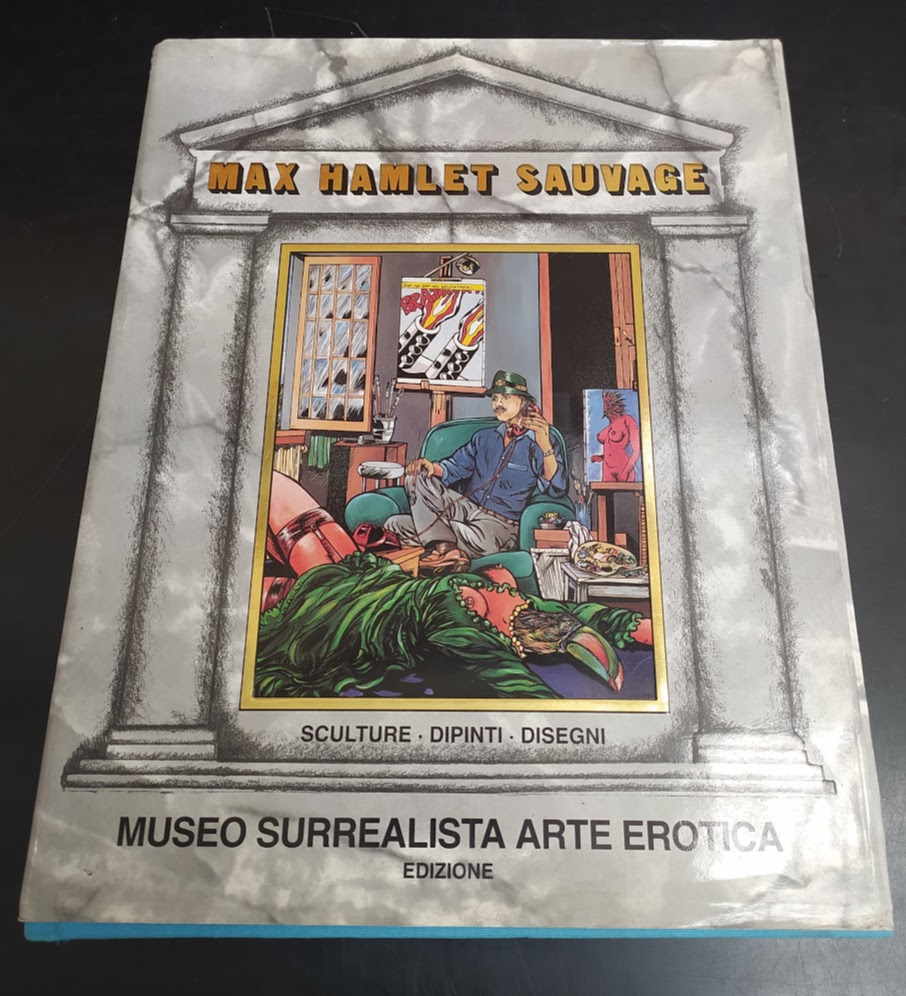 MAX HAMLET SAUVAGE
SCULTURE · DIPINTI · DISEGNI
MUSEO SURREALISTA ARTE EROTICA
EDIZIONE